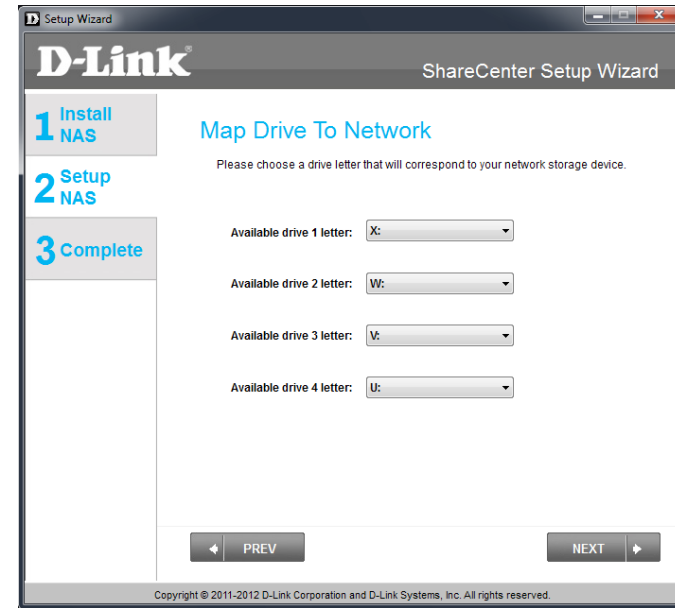 Setup Wizard
D-Link®
ShareCenter Setup Wizard
1 Install NAS
2 Setup NAS
3 Complete
Map Drive To Network
Please choose a drive letter that will correspond to your network storage device.
Available drive 1 letter: X:
Available drive 2 letter: W:
Available drive 3 letter: V:
Available drive 4 letter: U:
PREV
NEXT
Copyright © 2011-2012 D-Link Corporation and D-Link Systems, Inc. All rights reserved.